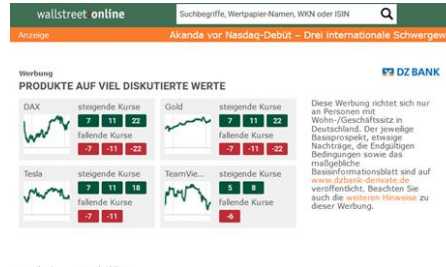 wallstreet:online
Suchbegriffe, Wertpapier-Namen, WKN oder ISIN
Anzeige
Akanda vor Nasdaq-Debüt – Drei internationale Schwergew
Werbung
PRODUKTE AUF VIEL DISKUTIERTE WERTE
DZ BANK
DAX
steigende Kurse
7 11 22
fallende Kurse
-7 -11 -22
Gold
steigende Kurse
7 11 22
fallende Kurse
-7 -11 -22
Tesla
steigende Kurse
7 11 18
fallende Kurse
-7 -11
TeamVie...
steigende Kurse
5 8
fallende Kurse
-6
Diese Werbung richtet sich nur
an Personen mit
Wohn-/Geschäftssitz in
Deutschland. Der jeweilige
Basisprospekt, etwaige
Nachträge, die Endgültigen
Bedingungen sowie das
maßgebliche
Basisinformationsblatt sind auf
www.dzbank-derivate.de
veröffentlicht. Beachten Sie
auch die weiteren Hinweise zu
dieser Werbung.